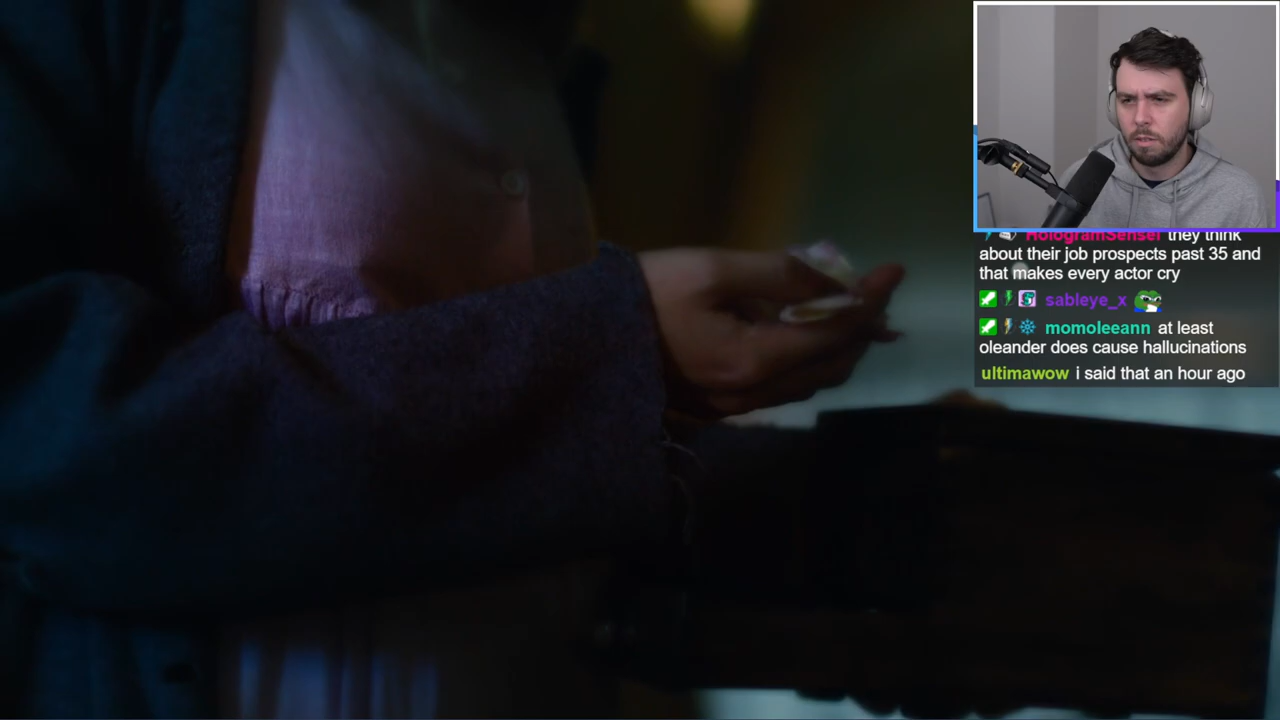 HologramSensei they think
about their job prospects past 35 and
that makes every actor cry
sableye_x
momoleeann at least
oleander does cause hallucinations
ultimawow i said that an hour ago